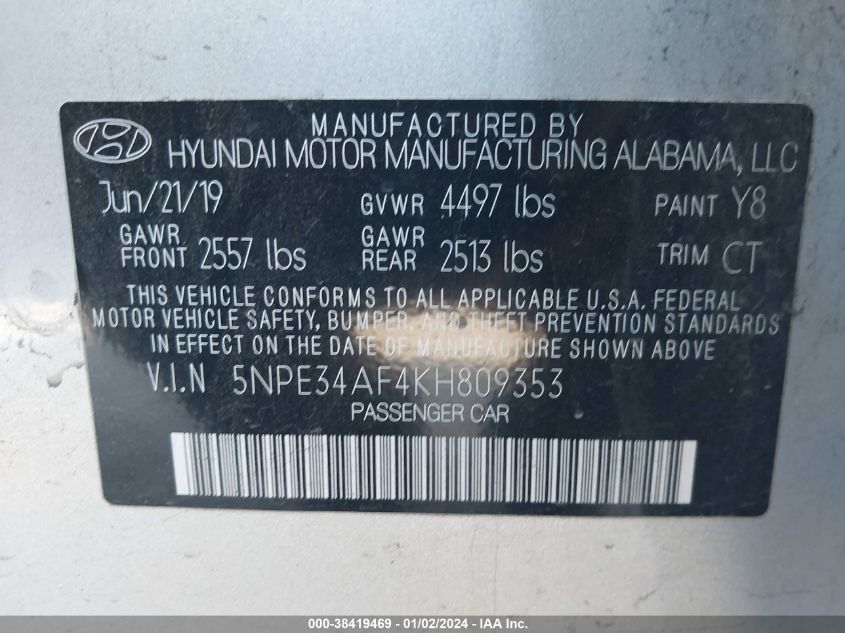 MANUFACTURED BY
HYUNDAI MOTOR MANUFACTURING ALABAMA, LLC
Jun/21/19 GVWR 4497 lbs PAINT Y8
GAWR FRONT 2557 lbs GAWR REAR 2513 lbs TRIM CT
THIS VEHICLE CONFORMS TO ALL APPLICABLE U.S.A. FEDERAL
MOTOR VEHICLE SAFETY, BUMPER, AND THEFT PREVENTION STANDARDS
IN EFFECT ON THE DATE OF MANUFACTURE SHOWN ABOVE
V.I.N 5NPE34AF4KH809353
PASSENGER CAR
000-38419469 - 01/02/2024 - IAA Inc.